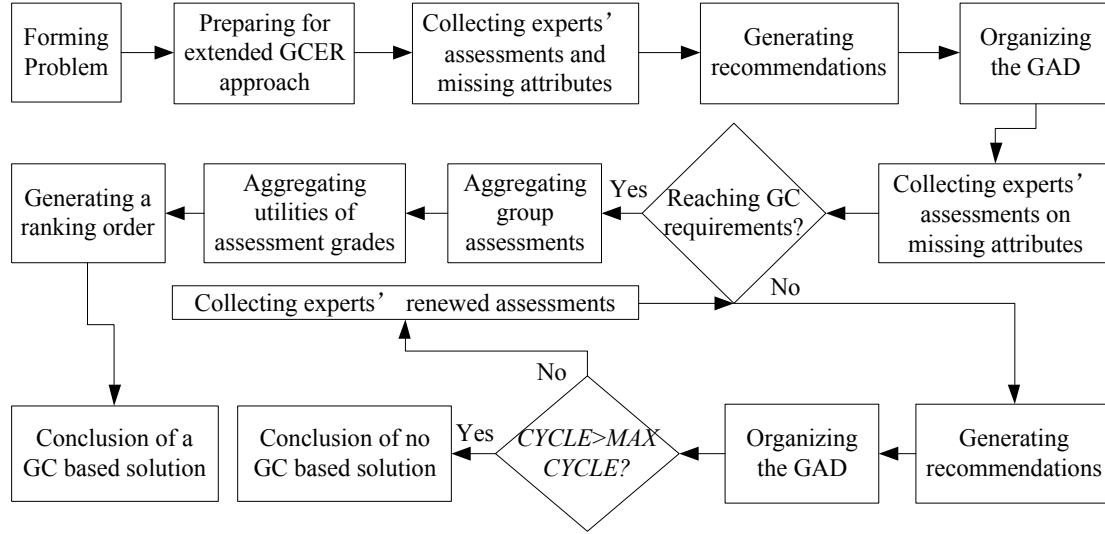 Forming
Problem
Preparing for
extended GCER
approach
Collecting experts’
assessments and
missing attributes
Generating
recommendations
Organizing
the GAD
Collecting experts’
assessments on
missing attributes
Reaching GC
requirements?
Yes
Aggregating
group
assessments
Aggregating
utilities of
assessment grades
Generating a
ranking order
No
Collecting experts’ renewed assessments
No
Generating
recommendations
Organizing
the GAD
CYCLE>MAX
CYCLE?
Yes
Conclusion of no
GC based solution
Conclusion of a
GC based solution